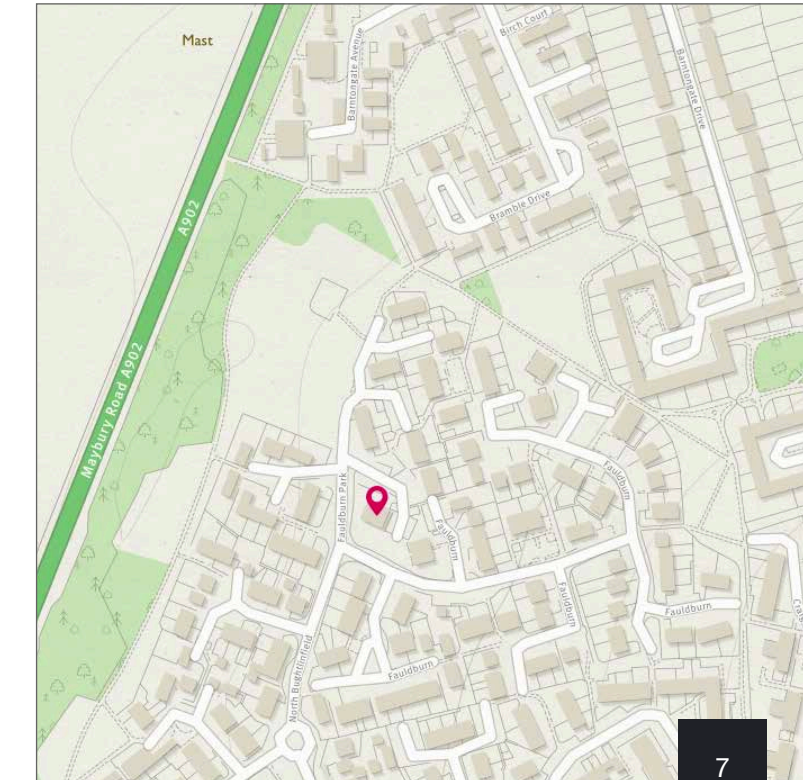 Mast
Birch Court
Barntongate Avenue
Barntongate Drive
Bramble Drive
A902
Maybury Road A902
Fauldburn Park
Fauldburn
Fauldburn
Fauldburn
Fauldburn
Fauldburn
North Bughtlinfield
7